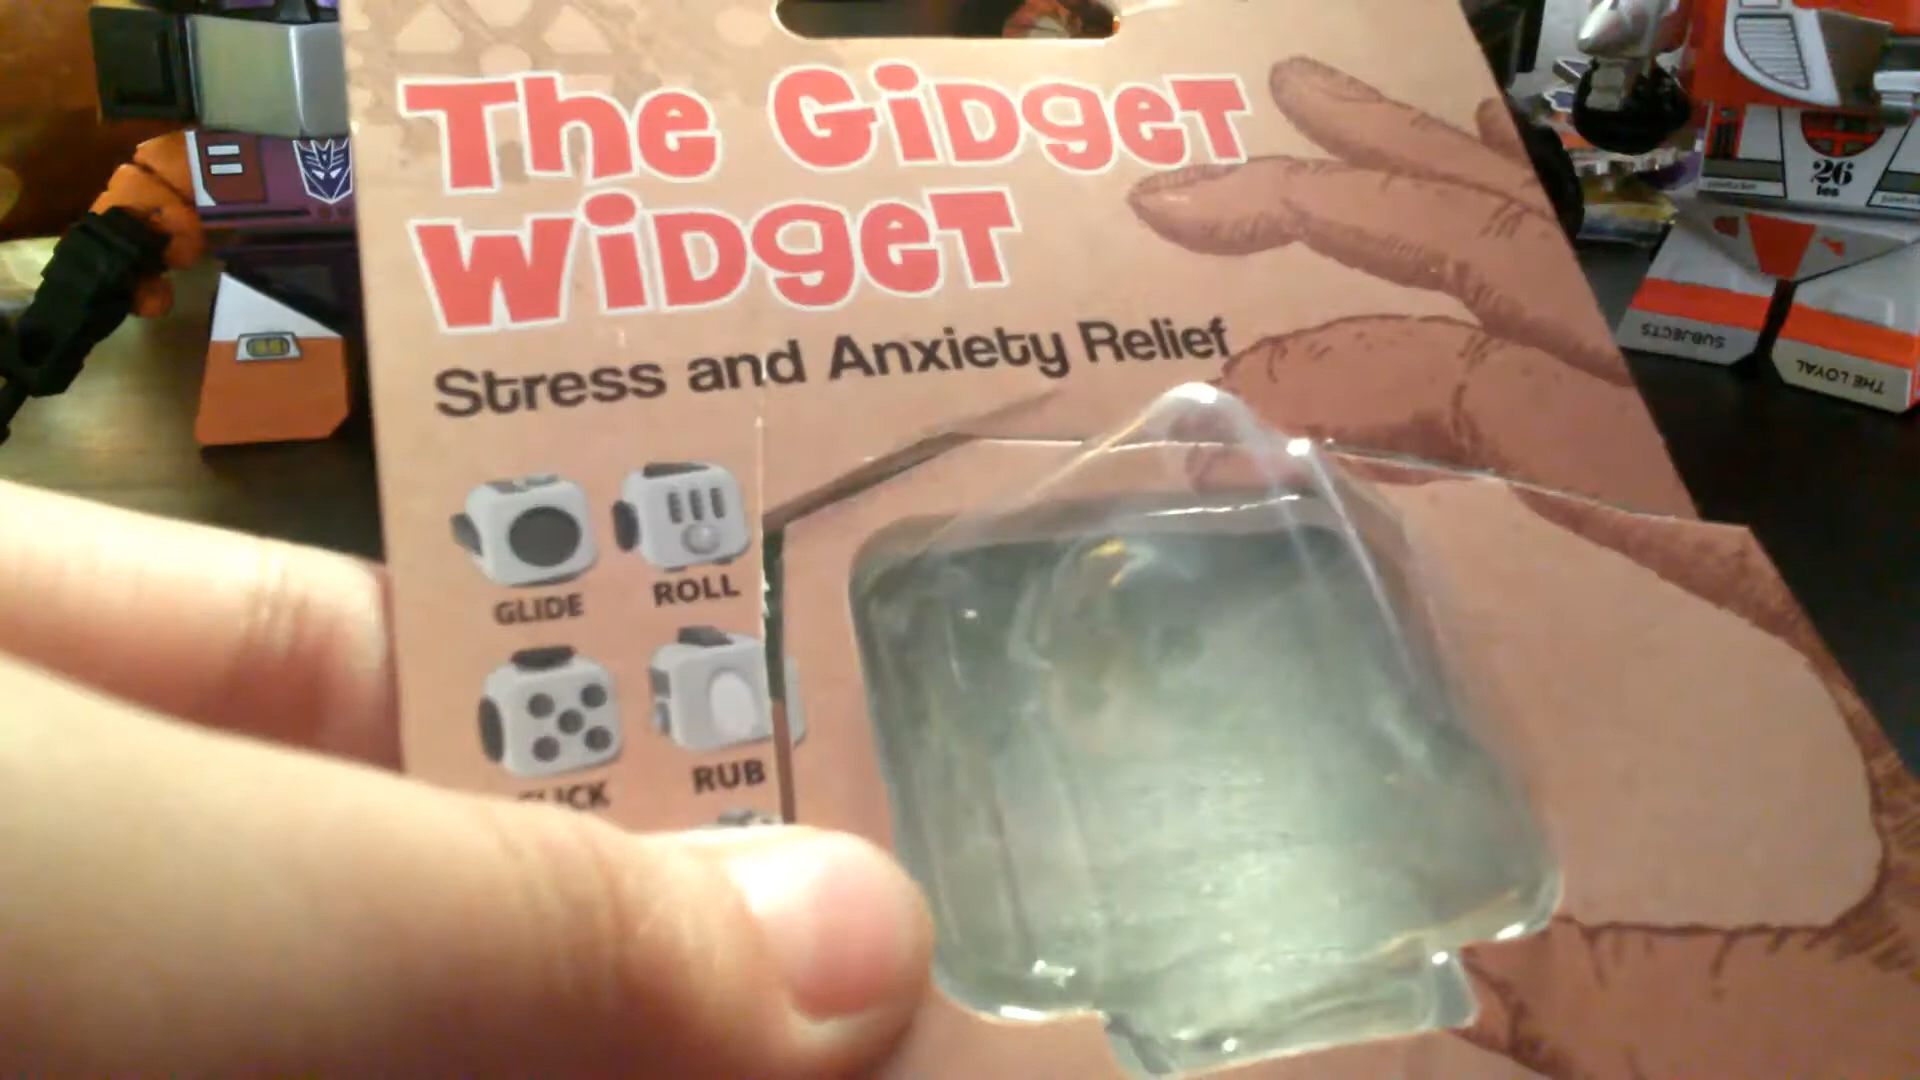 The Gidget
Widget
Stress and Anxiety Relief
GLIDE
ROLL
RUB
26
SUBJECTS
THE LOYAL